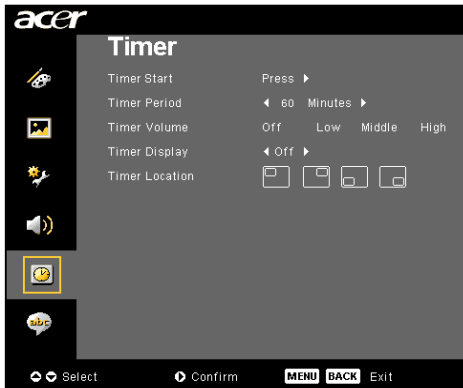 acer
Timer
Timer Start Press
Timer Period 60 Minutes
Timer Volume Off Low Middle High
Timer Display Off
Timer Location
abc
Select Confirm MENU BACK Exit